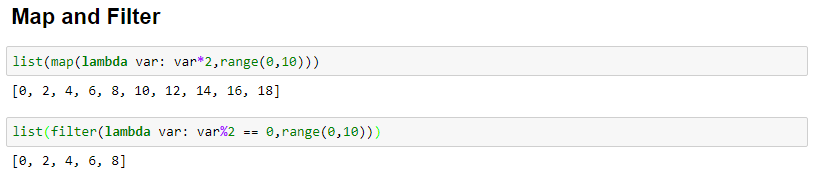 Map and Filter
list(map(lambda var: var*2,range(0,10)))
[0, 2, 4, 6, 8, 10, 12, 14, 16, 18]
list(filter(lambda var: var%2 == 0,range(0,10)))
[0, 2, 4, 6, 8]